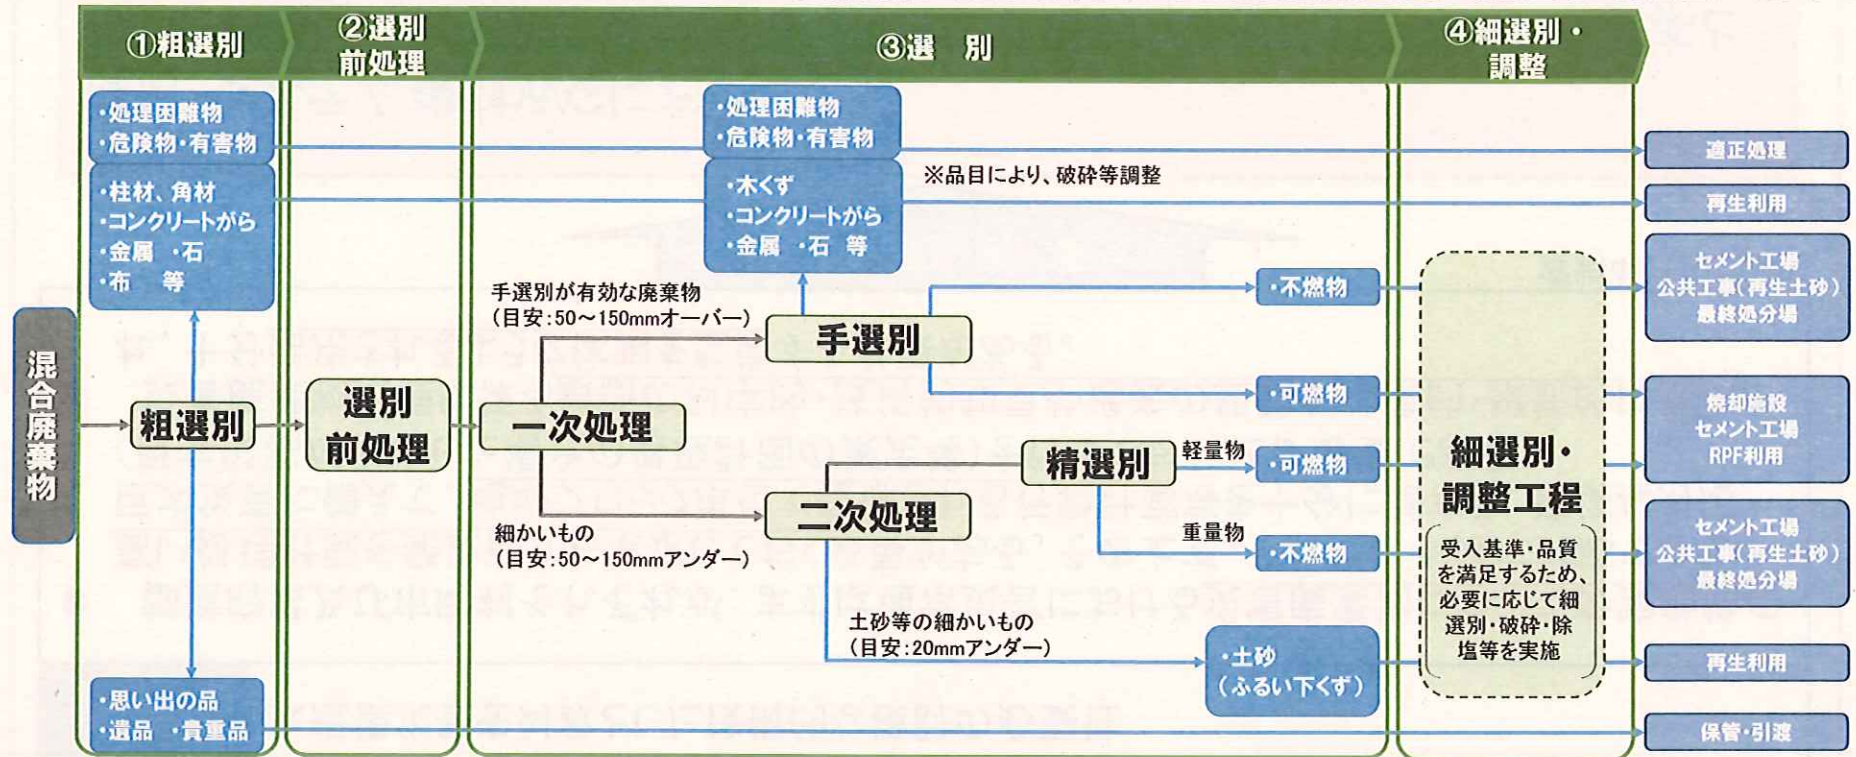 ①粗選別
②選別
前処理
③選 別
④細選別・
調整
・処理困難物
・危険物・有害物
・柱材、角材
・コンクリートがら
・金属 ・石
・布 等
・処理困難物
・危険物・有害物
・木くず
・コンクリートがら
・金属 ・石 等
※品目により、破砕等調整
適正処理
再生利用
手選別が有効な廃棄物
(目安:50～150mmオーバー)
手選別
・不燃物
セメント工場
公共工事(再生土砂)
最終処分場
・可燃物
焼却施設
セメント工場
RPF利用
混合廃棄物
粗選別
選別
前処理
一次処理
精選別
軽量物
・可燃物
細選別・
調整工程
二次処理
細かいもの
(目安:50～150mmアンダー)
重量物
・不燃物
受入基準・品質
を満足するため、
必要に応じて細
選別・破砕・除
塩等を実施
セメント工場
公共工事(再生土砂)
最終処分場
土砂等の細かいもの
(目安:20mmアンダー)
・土砂
(ふるい下くず)
再生利用
・思い出の品
・遺品 ・貴重品
保管・引渡